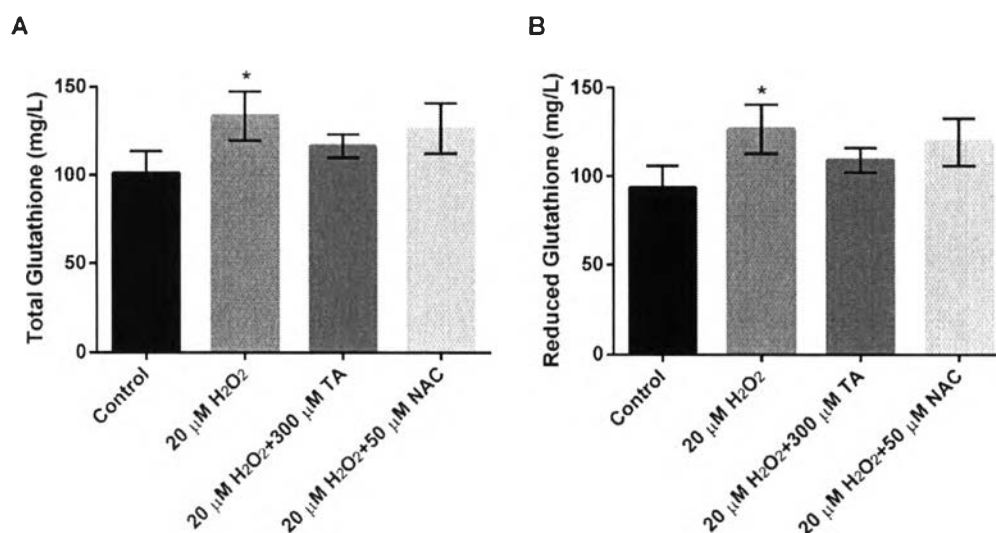 A
Total Glutathione (mg/L)
150
100
50
0
*
Control
20 μM H₂O₂
20 μM H₂O₂+300 μM TA
20 μM H₂O₂+50 μM NAC
B
Reduced Glutathione (mg/L)
150
100
50
0
*
Control
20 μM H₂O₂
20 μM H₂O₂+300 μM TA
20 μM H₂O₂+50 μM NAC